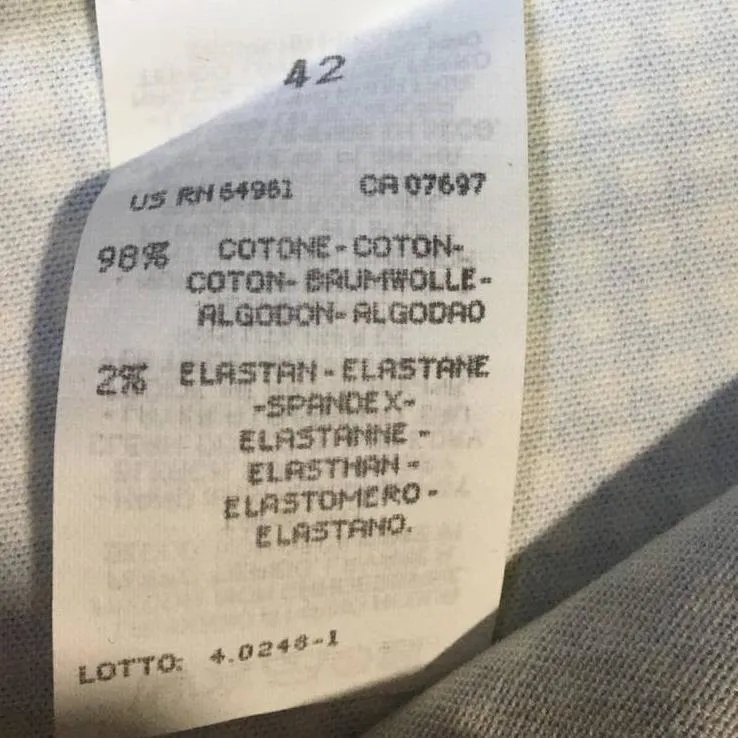 42
US RN 64961 CA 07697
98% COTONE-COTON-
COTON-BAUMWOLLE-
ALGODON-ALGODAO
2% ELASTAN-ELASTANE
-SPANDEX-
ELASTANNE-
ELASTHAN-
ELASTOMERO-
ELASTANO.
LOTTO: 4.0248-1